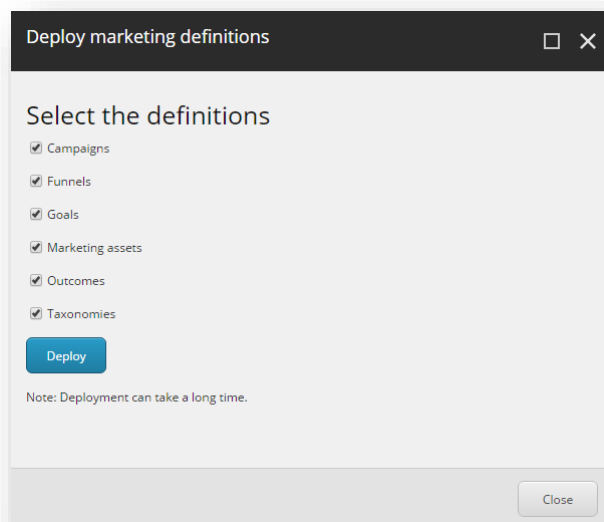 Deploy marketing definitions
Select the definitions
Campaigns
Funnels
Goals
Marketing assets
Outcomes
Taxonomies
Deploy
Note: Deployment can take a long time.
Close